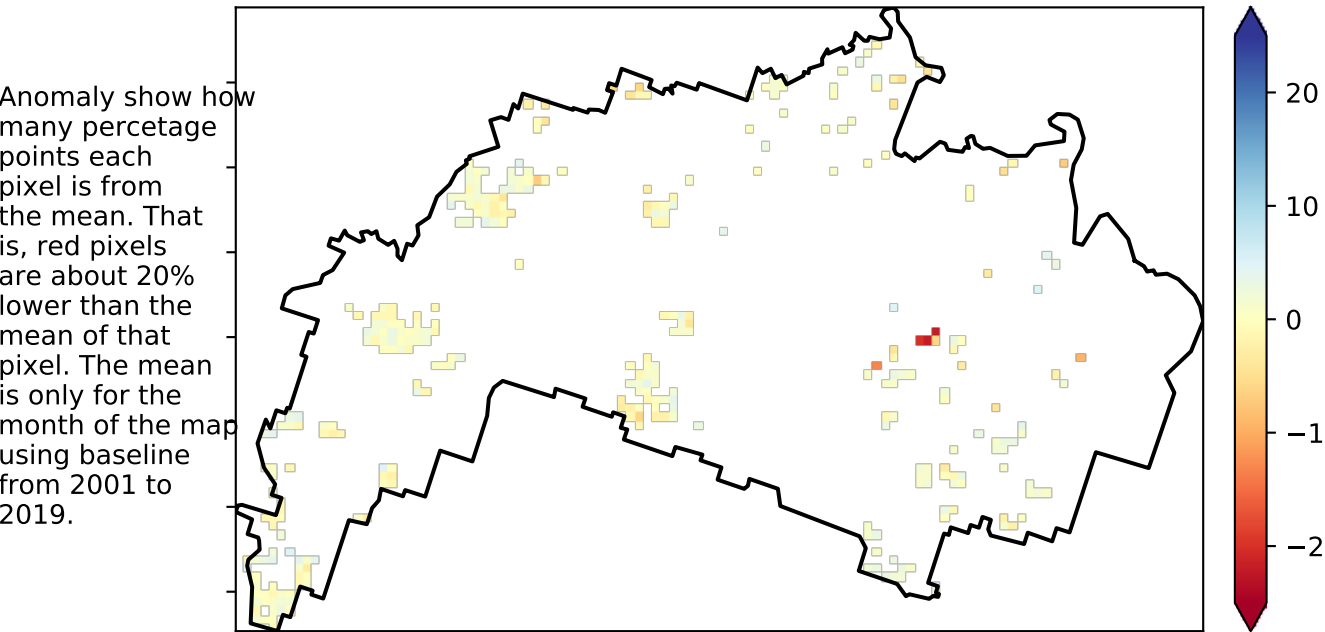 Anomaly show how
many percetage
points each
pixel is from
the mean. That
is, red pixels
are about 20%
lower than the
mean of that
pixel. The mean
is only for the
month of the map
using baseline
from 2001 to
2019.
20
10
0
−1
−2